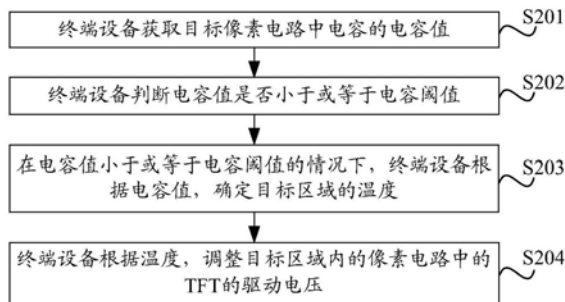 终端设备获取目标像素电路中电容的电容值
S201
终端设备判断电容值是否小于或等于电容阈值
S202
在电容值小于或等于电容阈值的情况下，终端设备根
据电容值，确定目标区域的温度
S203
终端设备根据温度，调整目标区域内的像素电路中的
TFT的驱动电压
S204